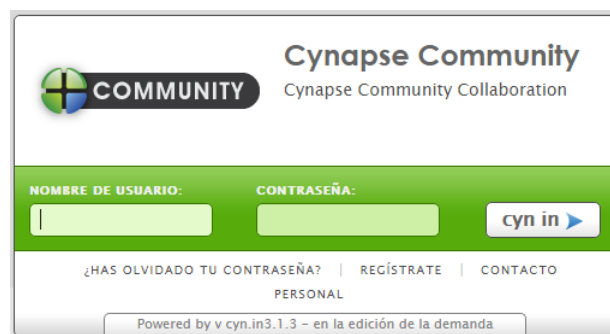 Cynapse Community
COMMUNITY
Cynapse Community Collaboration
NOMBRE DE USUARIO:
CONTRASEÑA:
cyn in
¿HAS OLVIDADO TU CONTRASEÑA? | REGÍSTRATE | CONTACTO
PERSONAL
Powered by v cyn.in3.1.3 – en la edición de la demanda